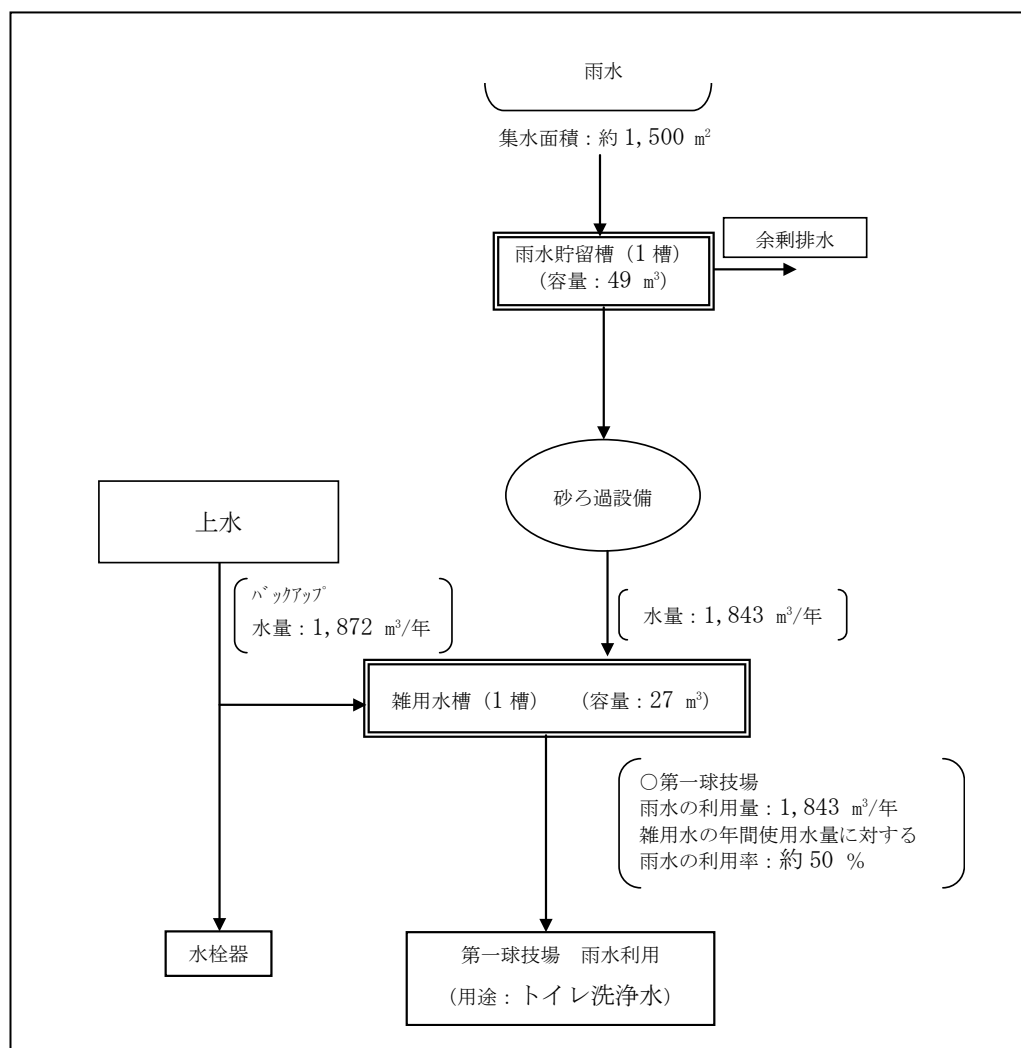 雨水
集水面積：約 1,500 m²
余剰排水
雨水貯留槽（1 槽）
（容量：49 m³）
砂ろ過設備
上水
ﾊﾞｯｸｱｯﾌﾟ
水量：1,872 m³/年
水量：1,843 m³/年
雑用水槽（1 槽）　（容量：27 m³）
○第一球技場
雨水の利用量：1,843 m³/年
雑用水の年間使用水量に対する
雨水の利用率：約 50 %
水栓器
第一球技場　雨水利用
（用途：トイレ洗浄水）